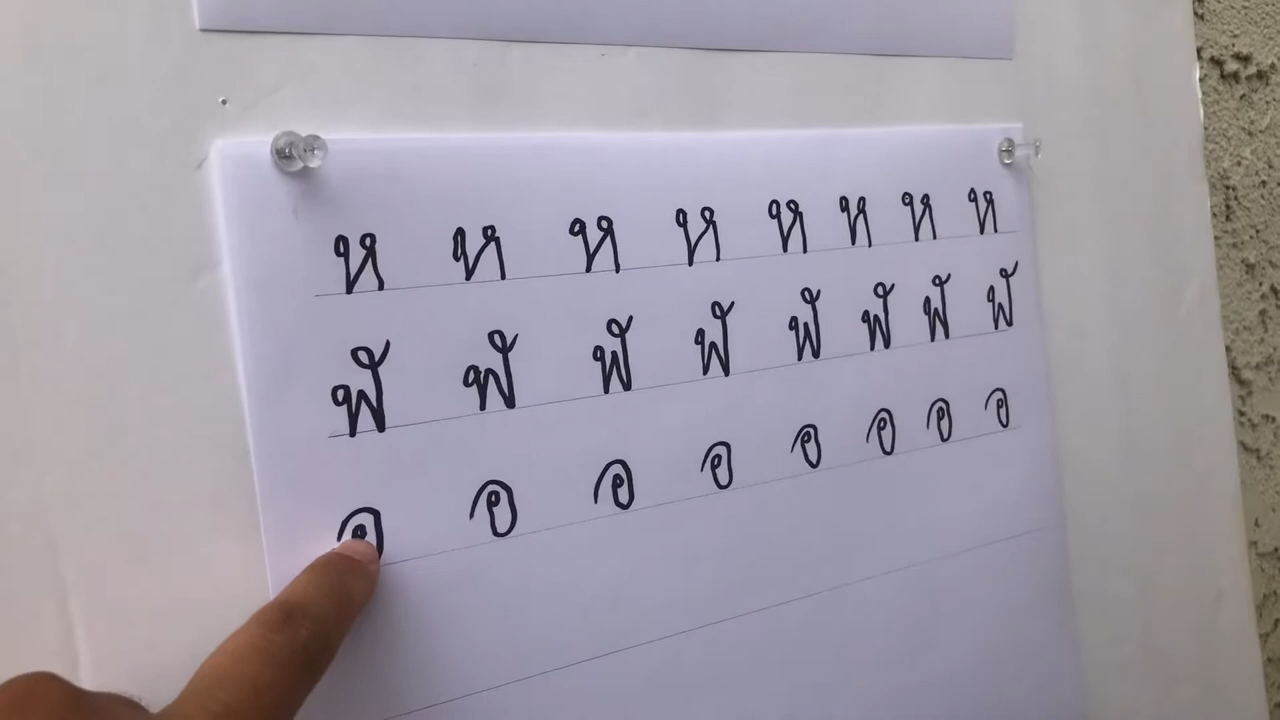 ห ห ห ห ห ห ห ห
ฬ ฬ ฬ ฬ ฬ ฬ ฬ ฬ
อ อ อ อ อ อ อ อ